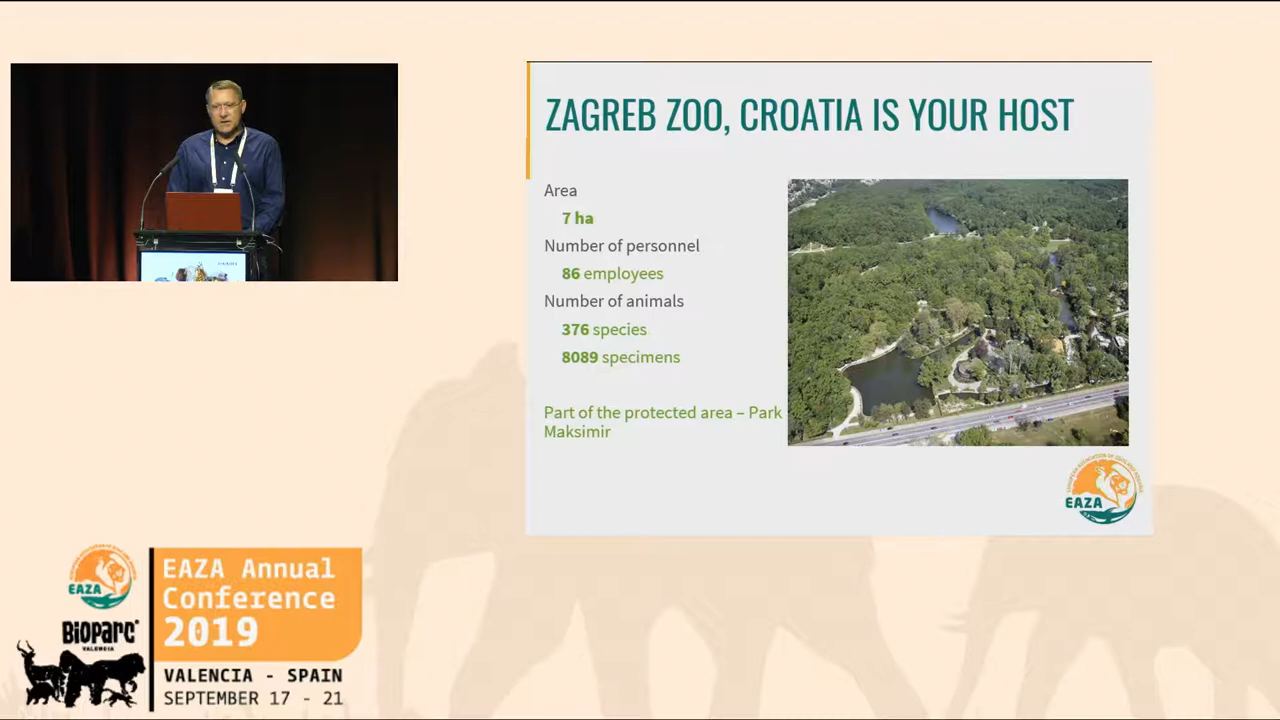 ZAGREB ZOO, CROATIA IS YOUR HOST
Area
7 ha
Number of personnel
86 employees
Number of animals
376 species
8089 specimens
Part of the protected area – Park
Maksimir
EAZA
EAZA
BIOPARC
VALENCIA
EAZA Annual
Conference
2019
VALENCIA - SPAIN
SEPTEMBER 17 - 21